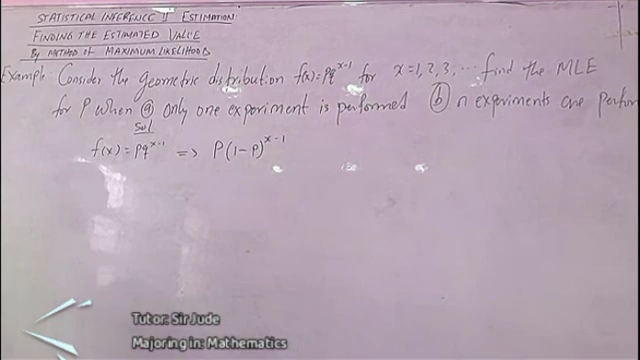 STATISTICAL INFERENCE II ESTIMATION:
FINDING THE ESTIMATED VALUE
BY METHOD OF MAXIMUM LIKELIHOOD
Example: Consider the geometric distribution f(x)=pq^{x-1} for x=1,2,3,... find the MLE
for P when ⓐ only one experiment is performed ⓑ n experiments are perfor
Sol
f(x)=pq^{x-1} => P(1-P)^{x-1}
Tutor: Sir Jude
Majoring in: Mathematics